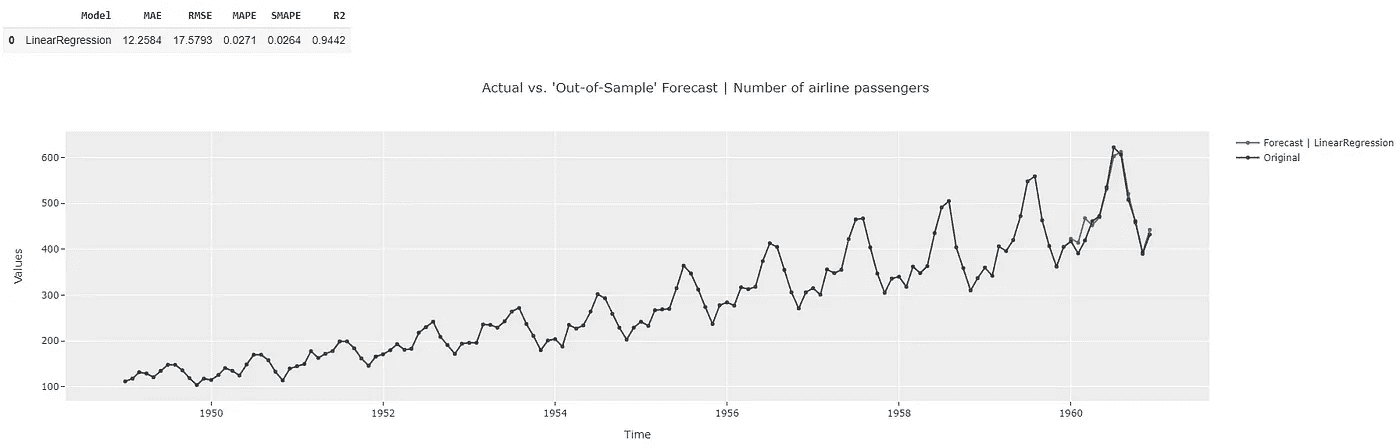 Model MAE RMSE MAPE SMAPE R2
0 LinearRegression 12.2584 17.5793 0.0271 0.0264 0.9442
Actual vs. 'Out-of-Sample' Forecast | Number of airline passengers
Forecast | LinearRegression
Original
600
500
400
300
200
100
Values
1950 1952 1954 1956 1958 1960
Time